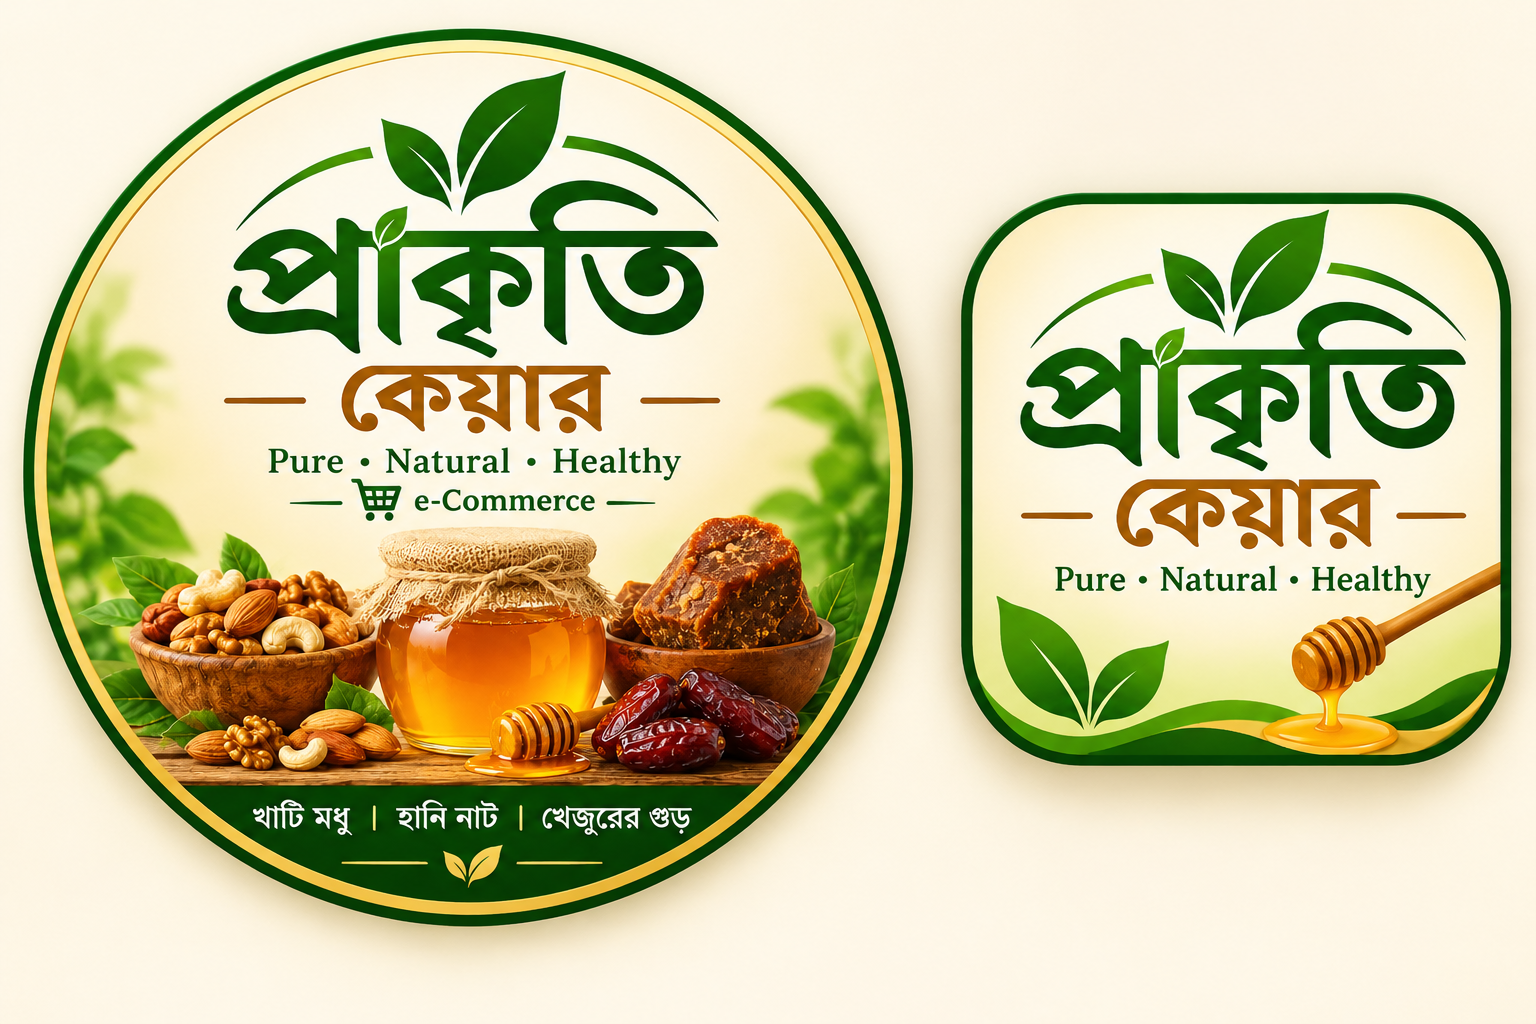 প্রাকৃতি
কেয়ার
Pure • Natural • Healthy
e-Commerce
খাটি মধু | হানি নাট | খেজুরের গুড়
প্রাকৃতি
কেয়ার
Pure • Natural • Healthy